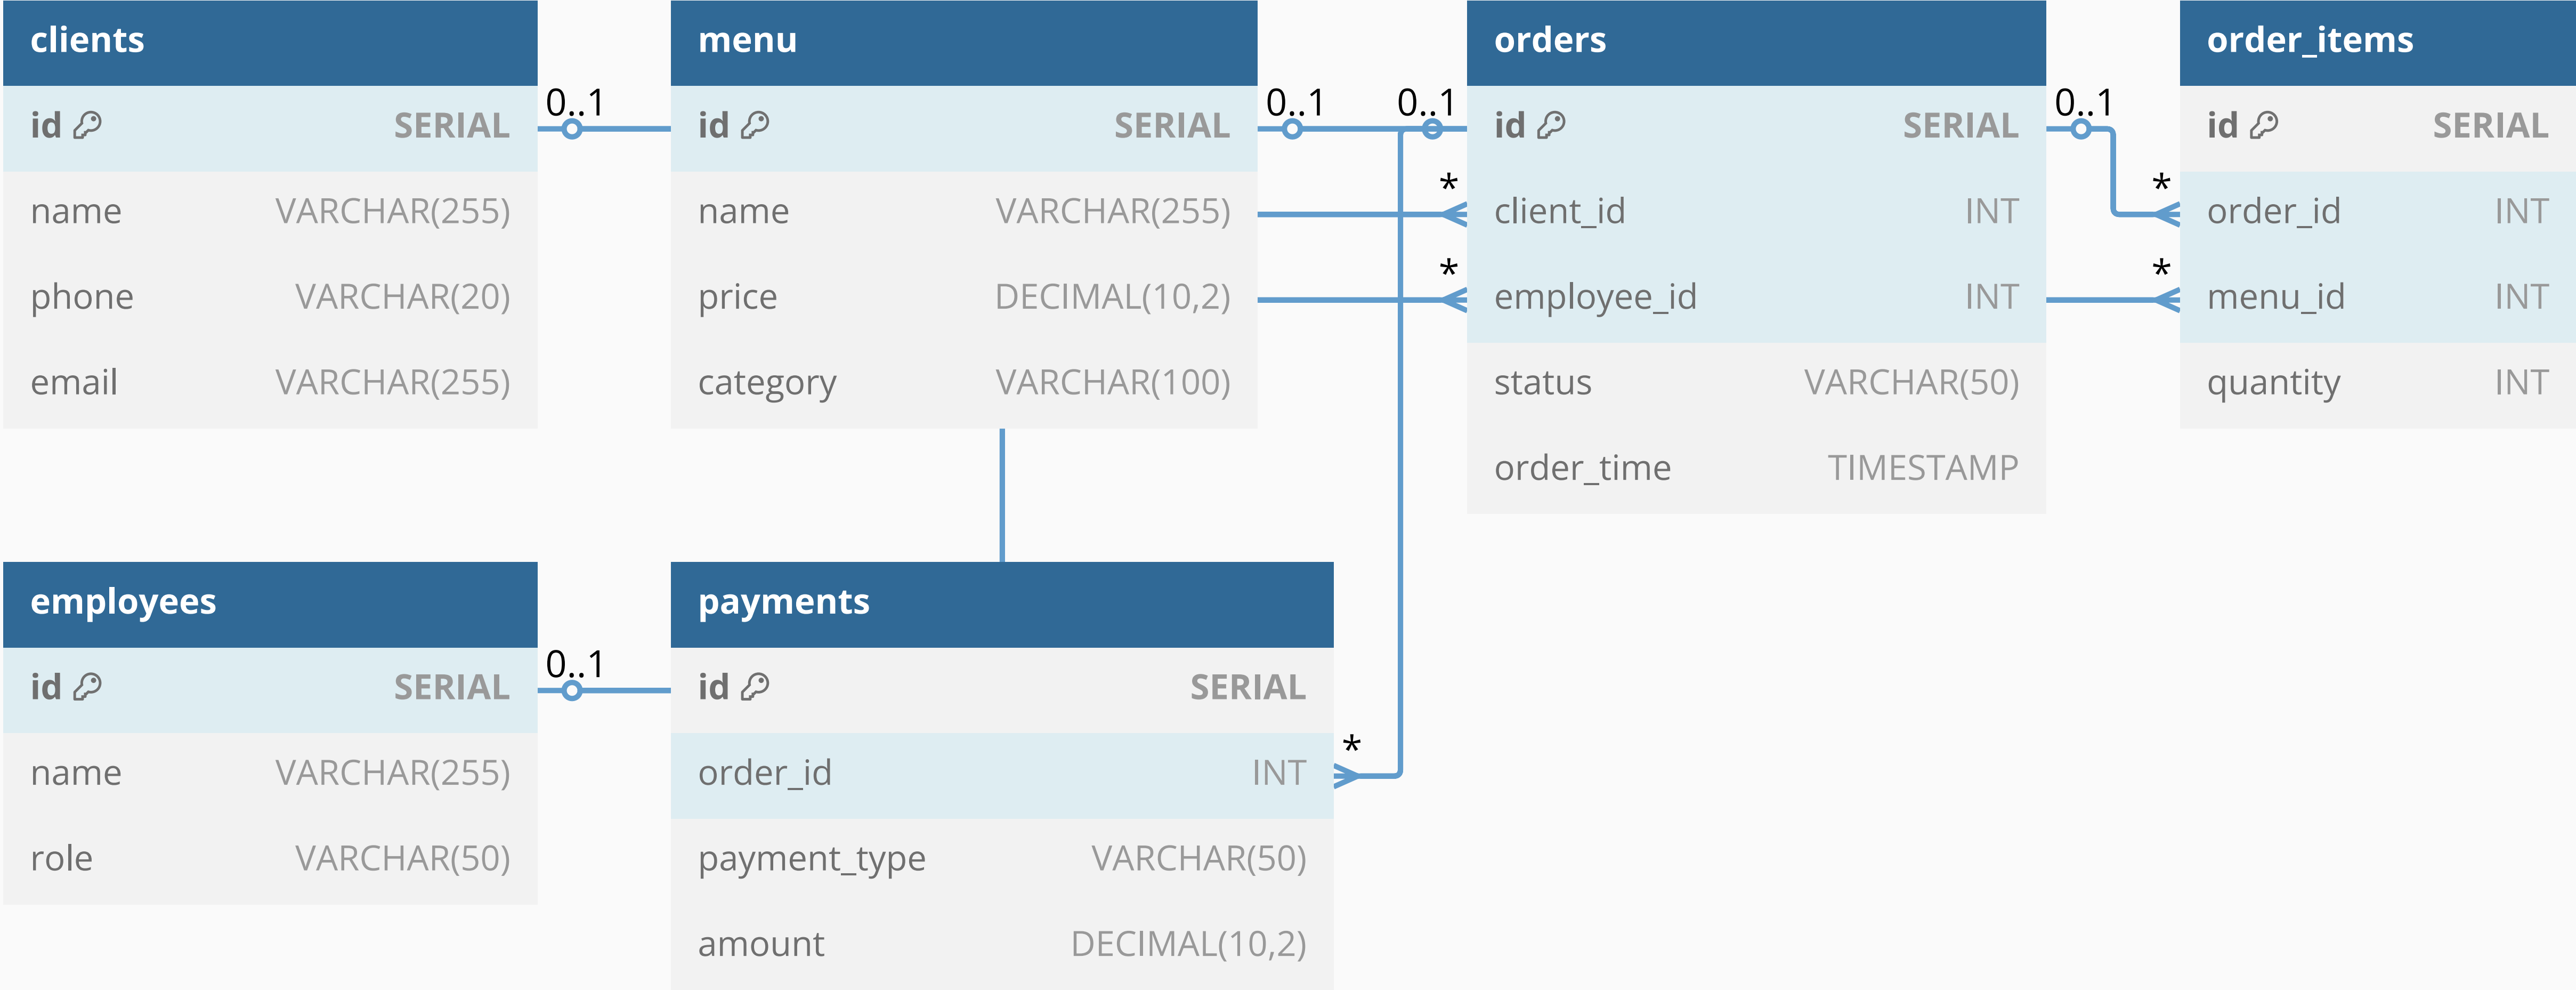 clients
id SERIAL
name VARCHAR(255)
phone VARCHAR(20)
email VARCHAR(255)
0..1
menu
id SERIAL
name VARCHAR(255)
price DECIMAL(10,2)
category VARCHAR(100)
0..1 0..1
*
*
orders
id SERIAL
client_id INT
employee_id INT
status VARCHAR(50)
order_time TIMESTAMP
0..1
*
*
order_items
id SERIAL
order_id INT
menu_id INT
quantity INT
employees
id SERIAL
name VARCHAR(255)
role VARCHAR(50)
0..1
payments
id SERIAL
order_id INT
payment_type VARCHAR(50)
amount DECIMAL(10,2)
*